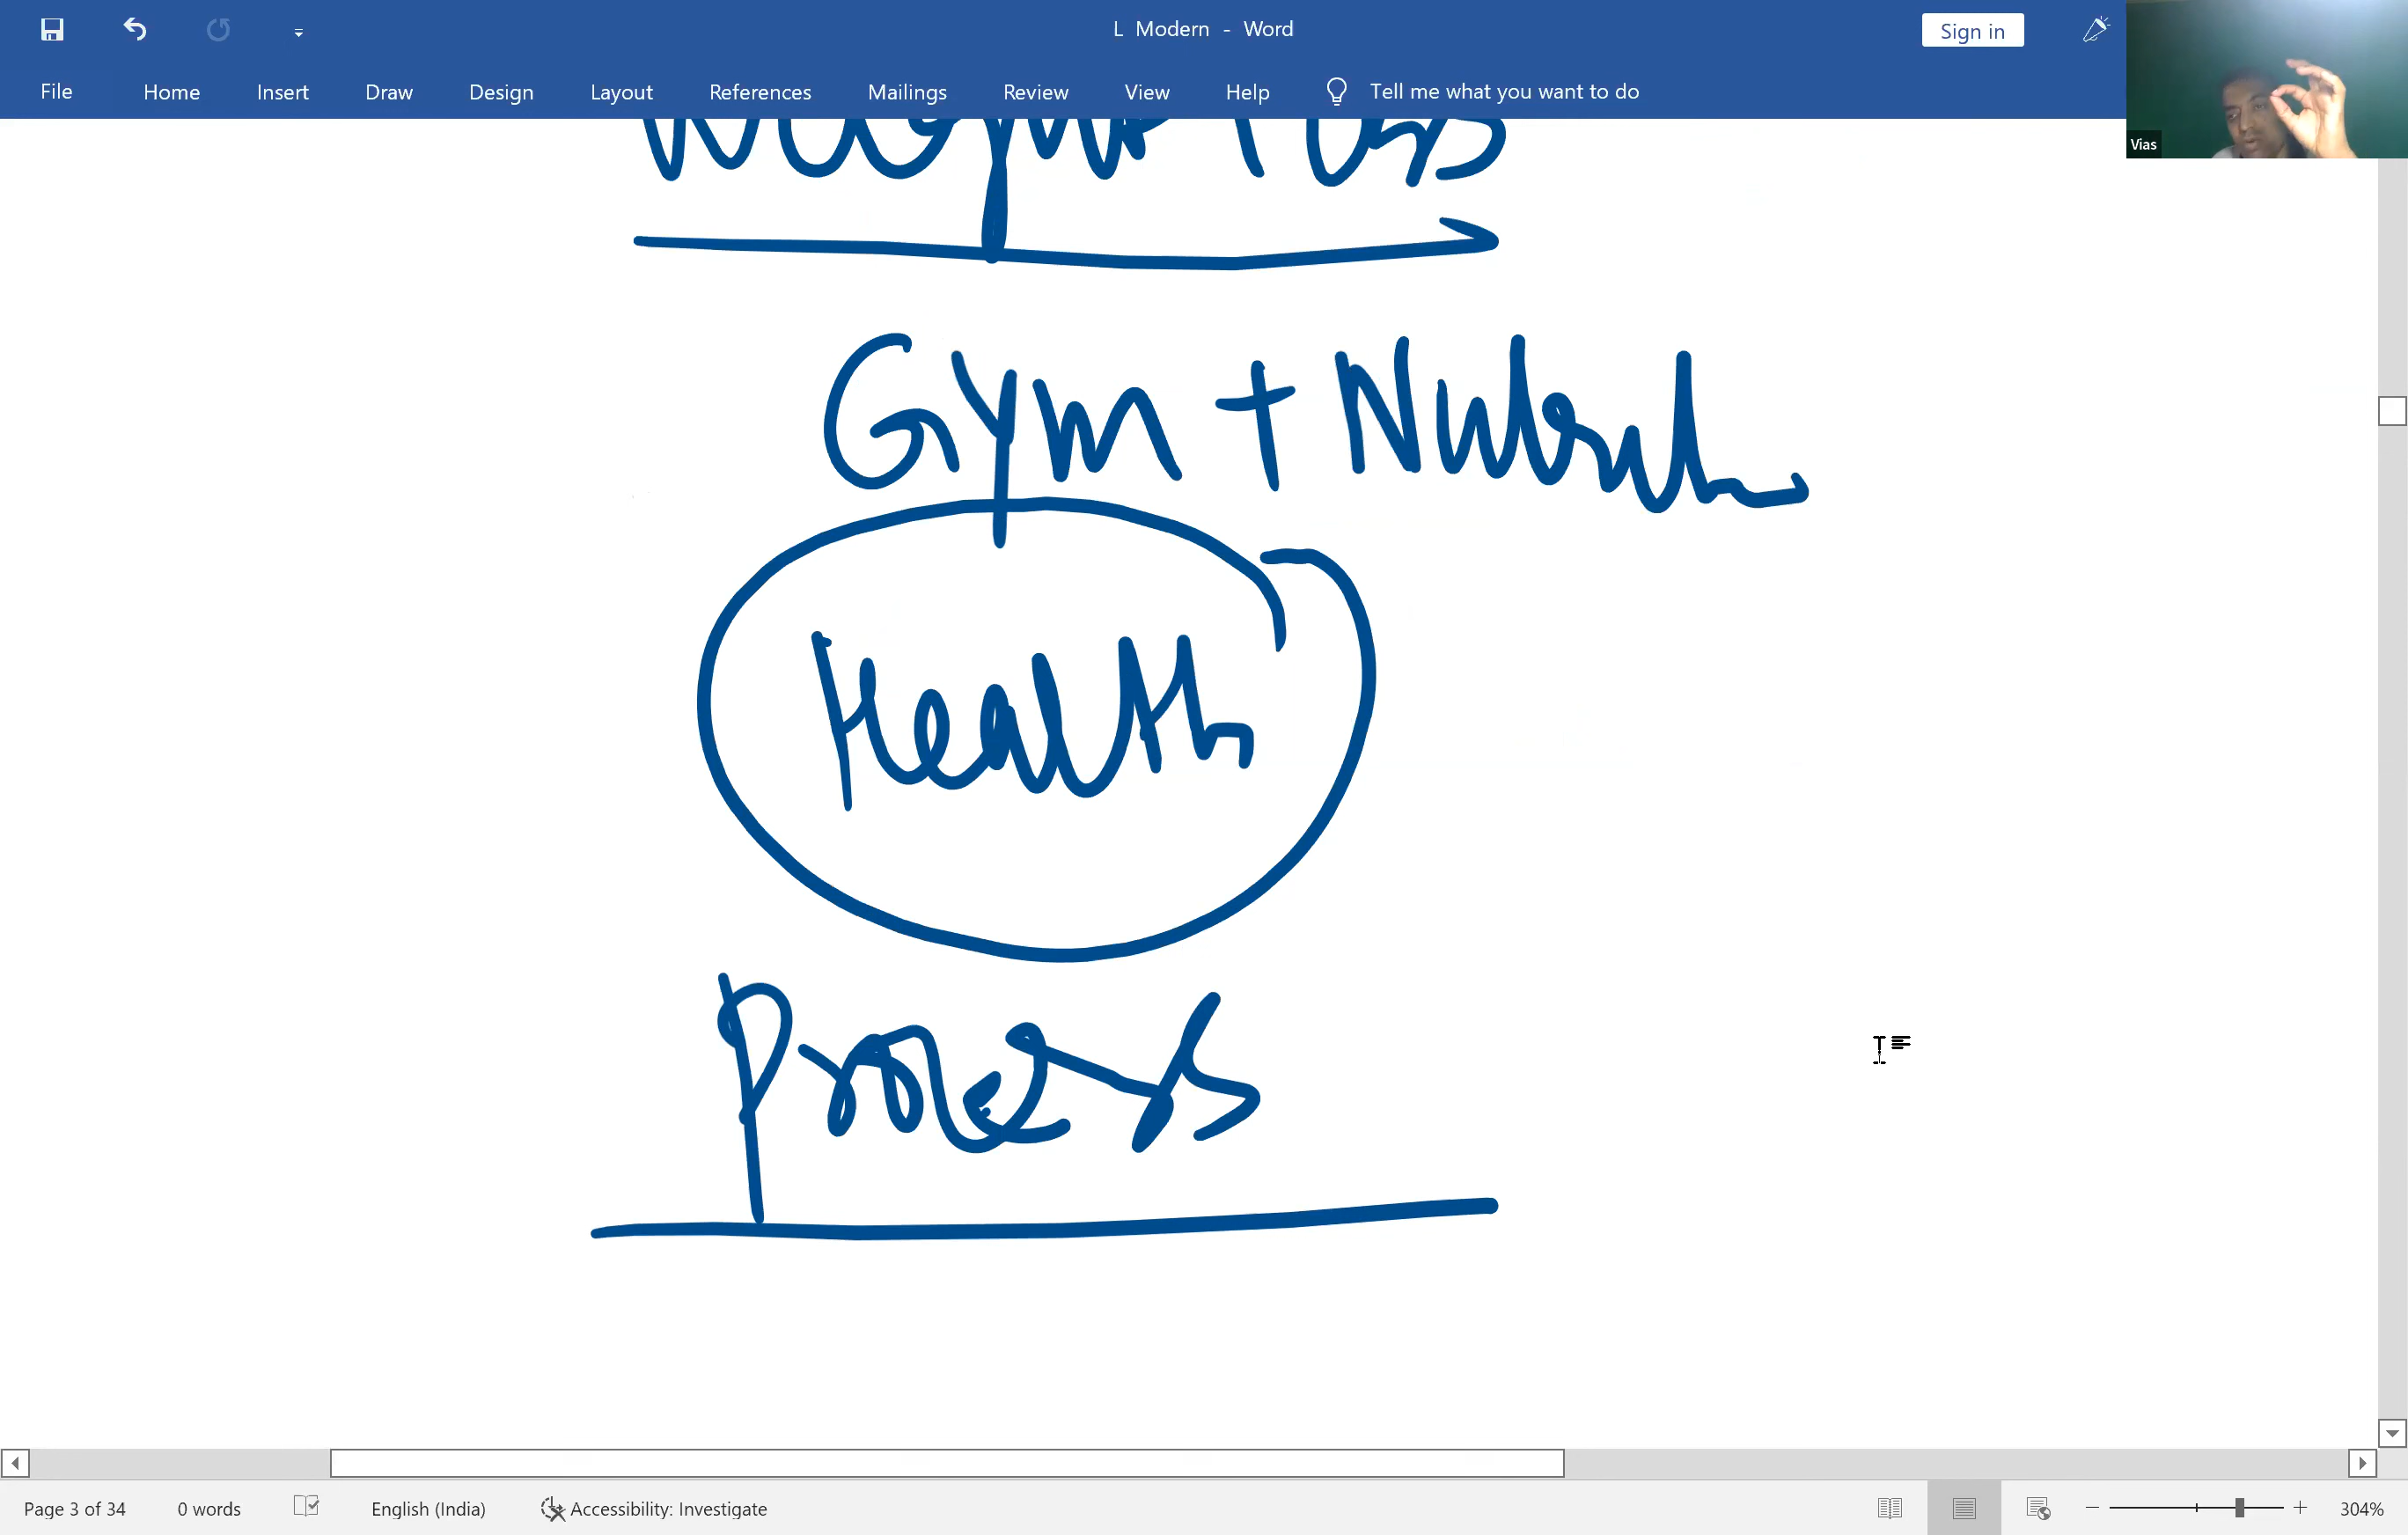 L Modern - Word
Sign in
File Home Insert Draw Design Layout References Mailings Review View Help Tell me what you want to do
Vias
Gym +
Health
Process
Page 3 of 34 0 words English (India) Accessibility: Investigate 304%